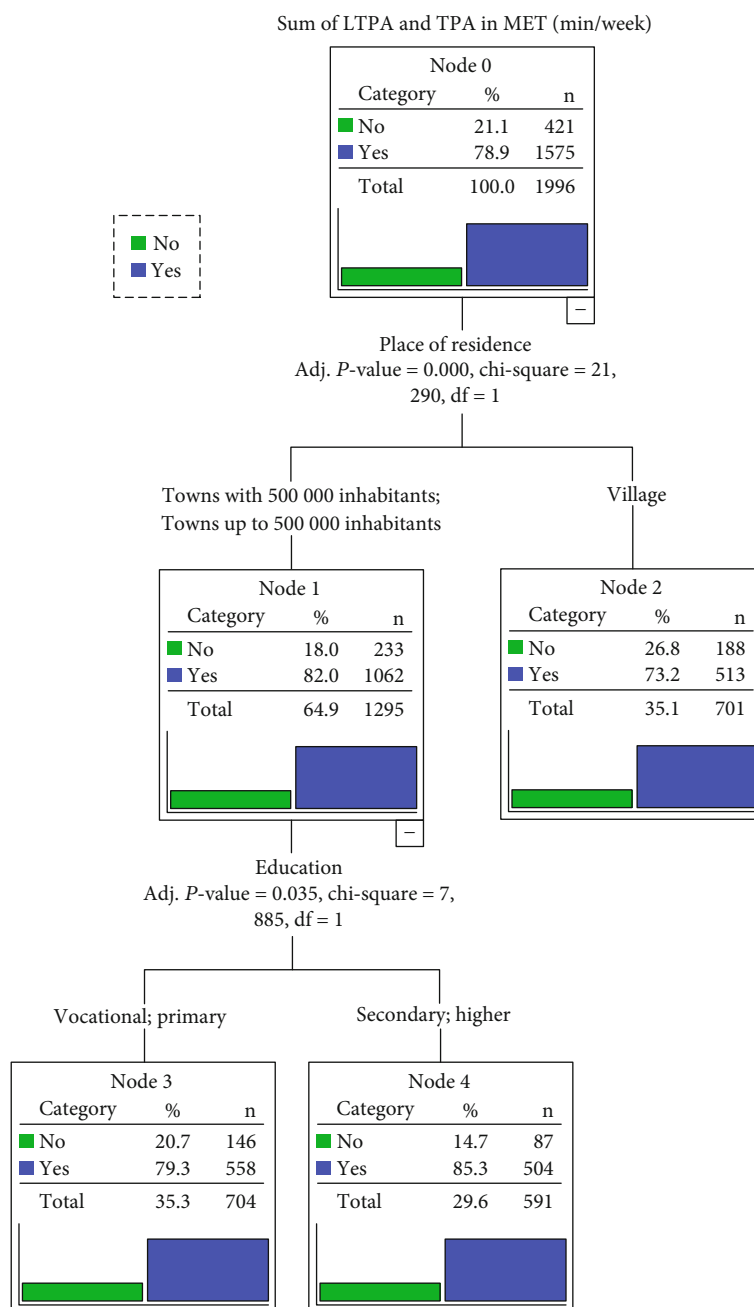 Sum of LTPA and TPA in MET (min/week)
Node 0
Category % n
No 21.1 421
Yes 78.9 1575
Total 100.0 1996
No
Yes
–
Place of residence
Adj. P-value = 0.000, chi-square = 21,
290, df = 1
Towns with 500 000 inhabitants;
Towns up to 500 000 inhabitants
Village
Node 1
Category % n
No 18.0 233
Yes 82.0 1062
Total 64.9 1295
–
Node 2
Category % n
No 26.8 188
Yes 73.2 513
Total 35.1 701
Education
Adj. P-value = 0.035, chi-square = 7,
885, df = 1
Vocational; primary
Secondary; higher
Node 3
Category % n
No 20.7 146
Yes 79.3 558
Total 35.3 704
Node 4
Category % n
No 14.7 87
Yes 85.3 504
Total 29.6 591